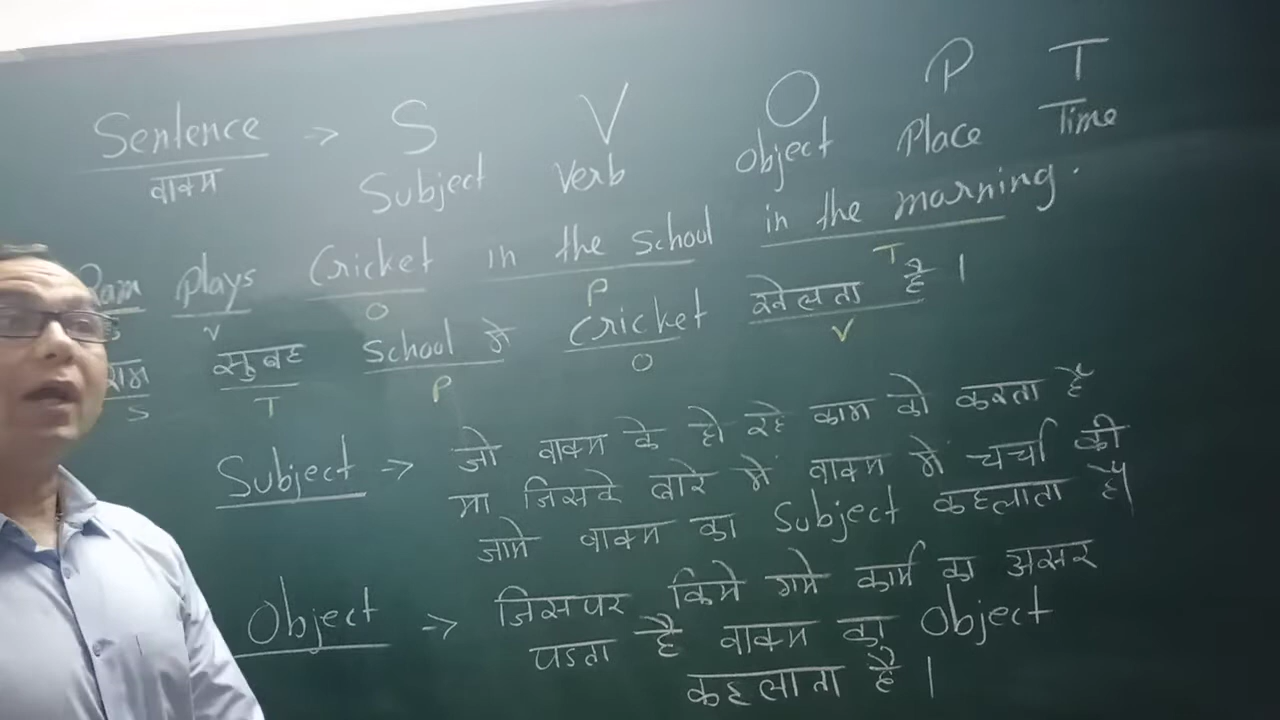 Sentence → S V O P T
वाक्य Subject Verb Object Place Time
Ram plays Cricket in the school in the morning.
S V O P T
राम सुबह School में Cricket खेलता है।
S T P O V
Subject → जो वाक्य के हो रहे काम को करता है
या जिसके बारे में वाक्य में चर्चा की
जाये वाक्य का Subject कहलाता है।
Object → जिसपर किये गये कार्य का असर
पडता है वाक्य का Object
कहलाता है।